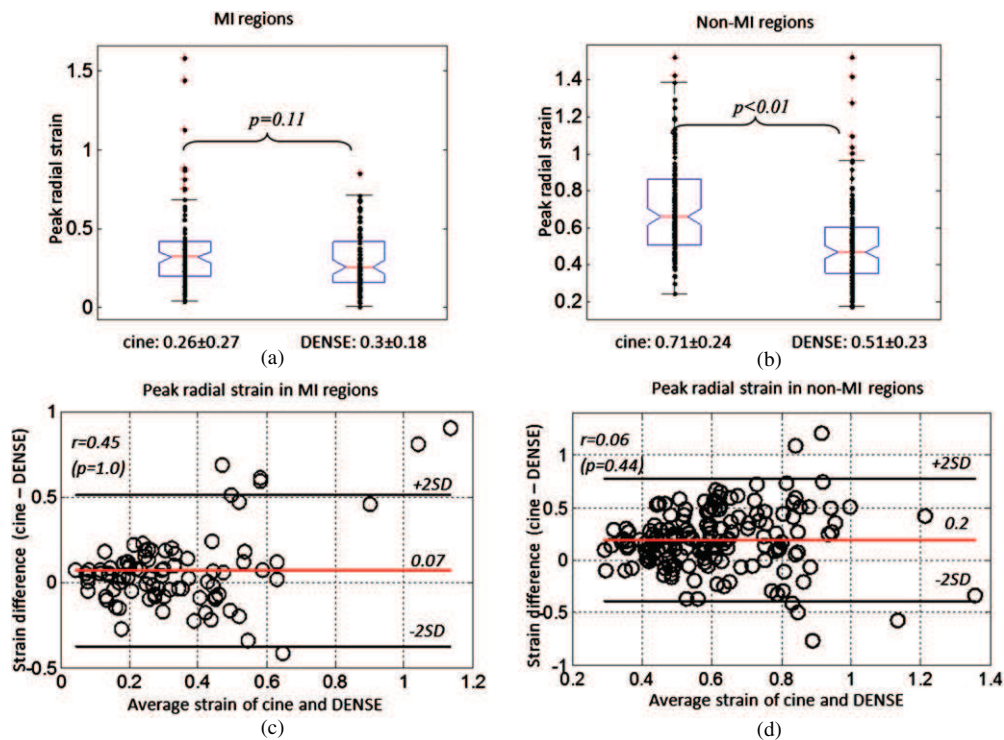 MI regions
Peak radial strain
1.5
1
0.5
0
p=0.11
cine: 0.26±0.27
DENSE: 0.3±0.18
(a)
Non-MI regions
Peak radial strain
1.4
1.2
1
0.8
0.6
0.4
0.2
p<0.01
cine: 0.71±0.24
DENSE: 0.51±0.23
(b)
Peak radial strain in MI regions
Strain difference (cine – DENSE)
1
0.5
0
-0.5
r=0.45
(p=1.0)
+2SD
0.07
-2SD
0
0.2
0.4
0.6
0.8
1
1.2
Average strain of cine and DENSE
(c)
Peak radial strain in non-MI regions
Strain difference (cine – DENSE)
1
0.5
0
-0.5
-1
r=0.06
(p=0.44)
+2SD
0.2
-2SD
0.2
0.4
0.6
0.8
1
1.2
1.4
Average strain of cine and DENSE
(d)